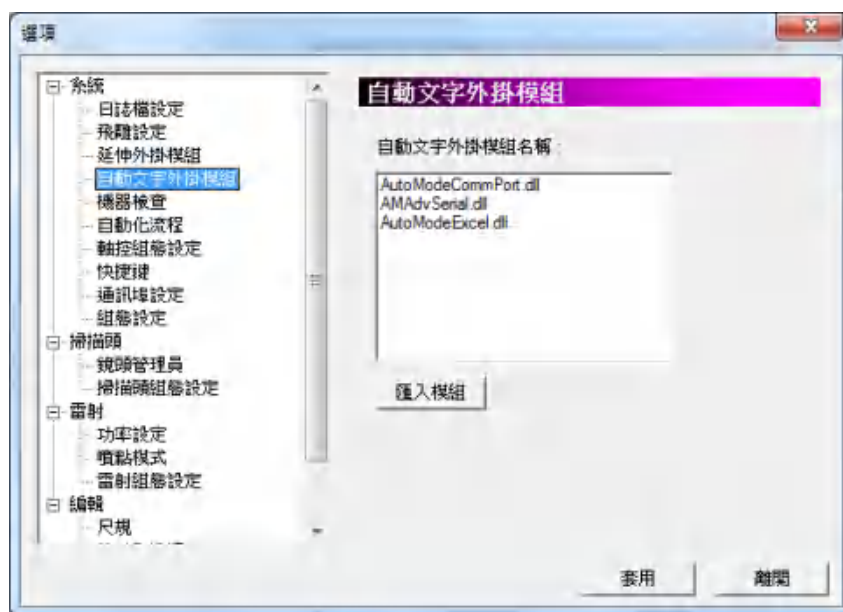 選項
系統
日誌檔設定
飛雕設定
延伸外掛模組
自動文字外掛模組
機器檢查
自動化流程
軸控組態設定
快捷鍵
通訊埠設定
組態設定
掃描頭
鏡頭管理員
掃描頭組態設定
雷射
功率設定
噴點模式
雷射組態設定
編輯
尺規
自動文字外掛模組
自動文字外掛模組名稱 :
AutoModeCommPort.dll
AMAdvSerial.dll
AutoModeExcel.dll
匯入模組
套用
離開